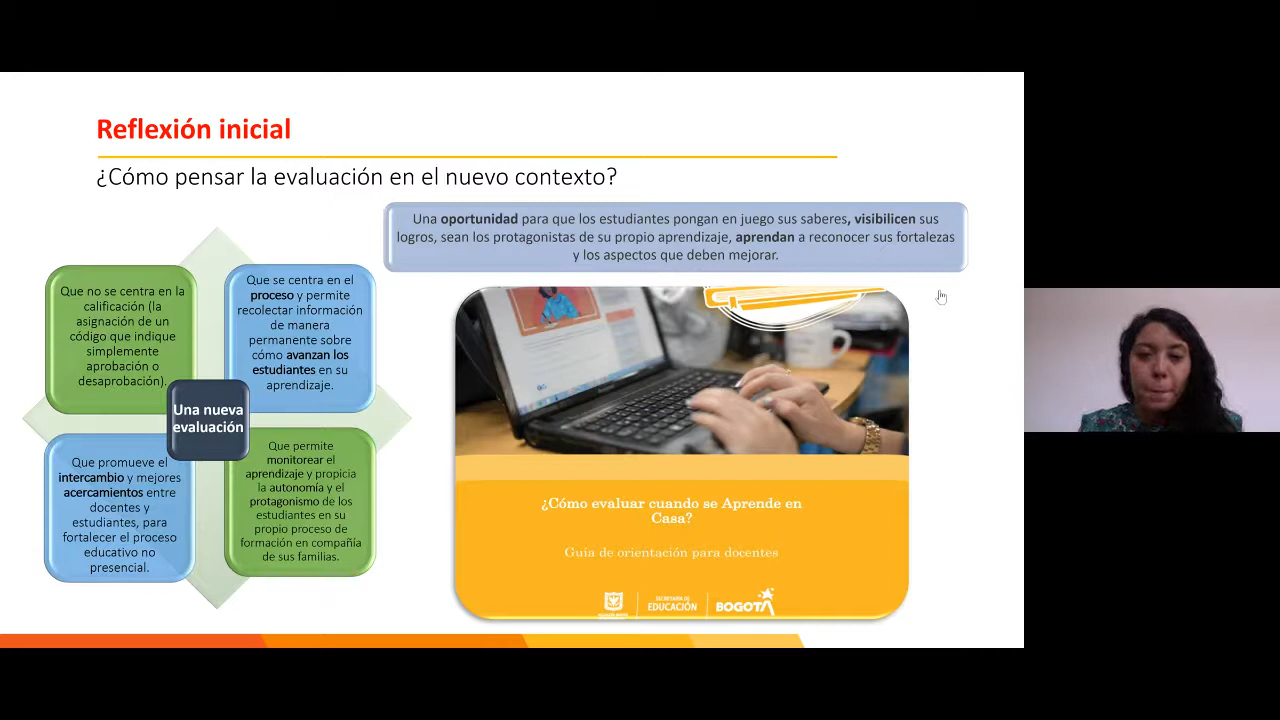 Reflexión inicial
¿Cómo pensar la evaluación en el nuevo contexto?
Una oportunidad para que los estudiantes pongan en juego sus saberes, visibilicen sus
logros, sean los protagonistas de su propio aprendizaje, aprendan a reconocer sus fortalezas
y los aspectos que deben mejorar.
Que no se centra en la
calificación (la
asignación de un
código que indique
simplemente
aprobación o
desaprobación).
Que se centra en el
proceso y permite
recolectar información
de manera
permanente sobre
cómo avanzan los
estudiantes en su
aprendizaje.
Una nueva
evaluación
Que promueve el
intercambio y mejores
acercamientos entre
docentes y
estudiantes, para
fortalecer el proceso
educativo no
presencial.
Que permite
monitorear el
aprendizaje y propicia
la autonomía y el
protagonismo de los
estudiantes en su
propio proceso de
formación en compañía
de sus familias.
¿Cómo evaluar cuando se Aprende en
Casa?
Guia de orientación para docentes
SECRETARÍA DE
EDUCACIÓN
BOGOTÁ